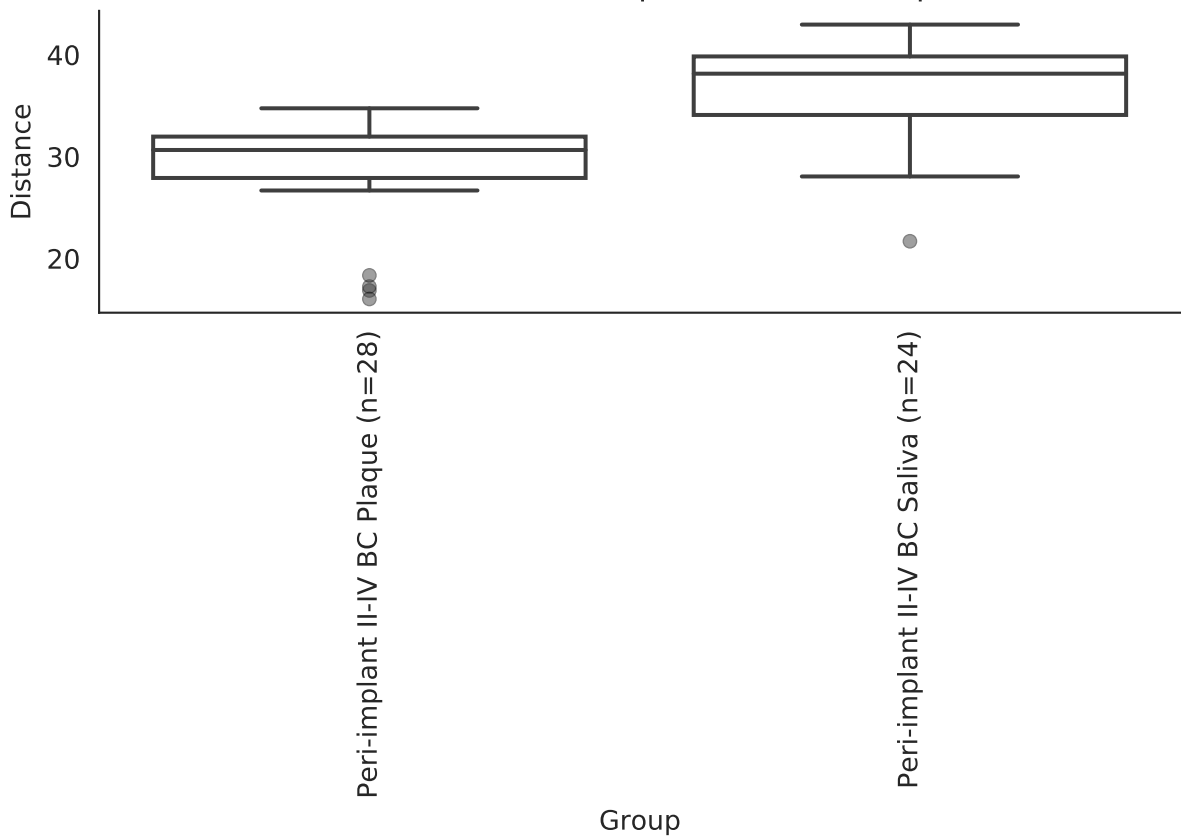 40
30
20
Distance
Peri-implant II-IV BC Plaque (n=28)
Peri-implant II-IV BC Saliva (n=24)
Group